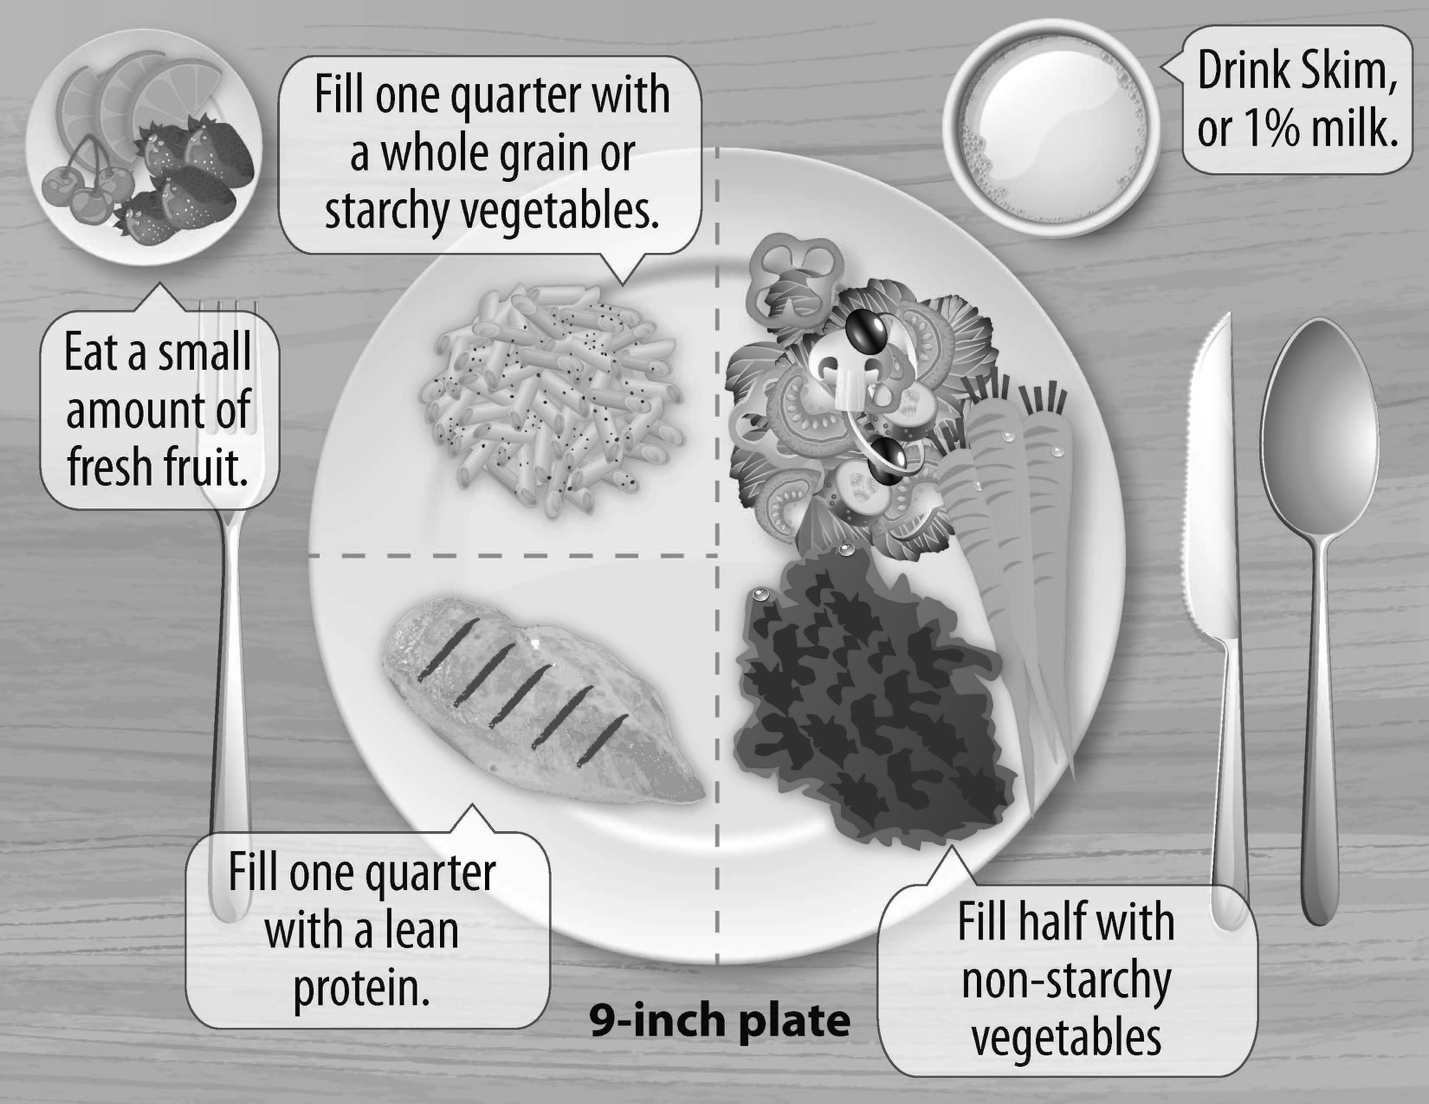 Fill one quarter with
a whole grain or
starchy vegetables.
Drink Skim,
or 1% milk.
Eat a small
amount of
fresh fruit.
Fill one quarter
with a lean
protein.
Fill half with
non-starchy
vegetables
9-inch plate